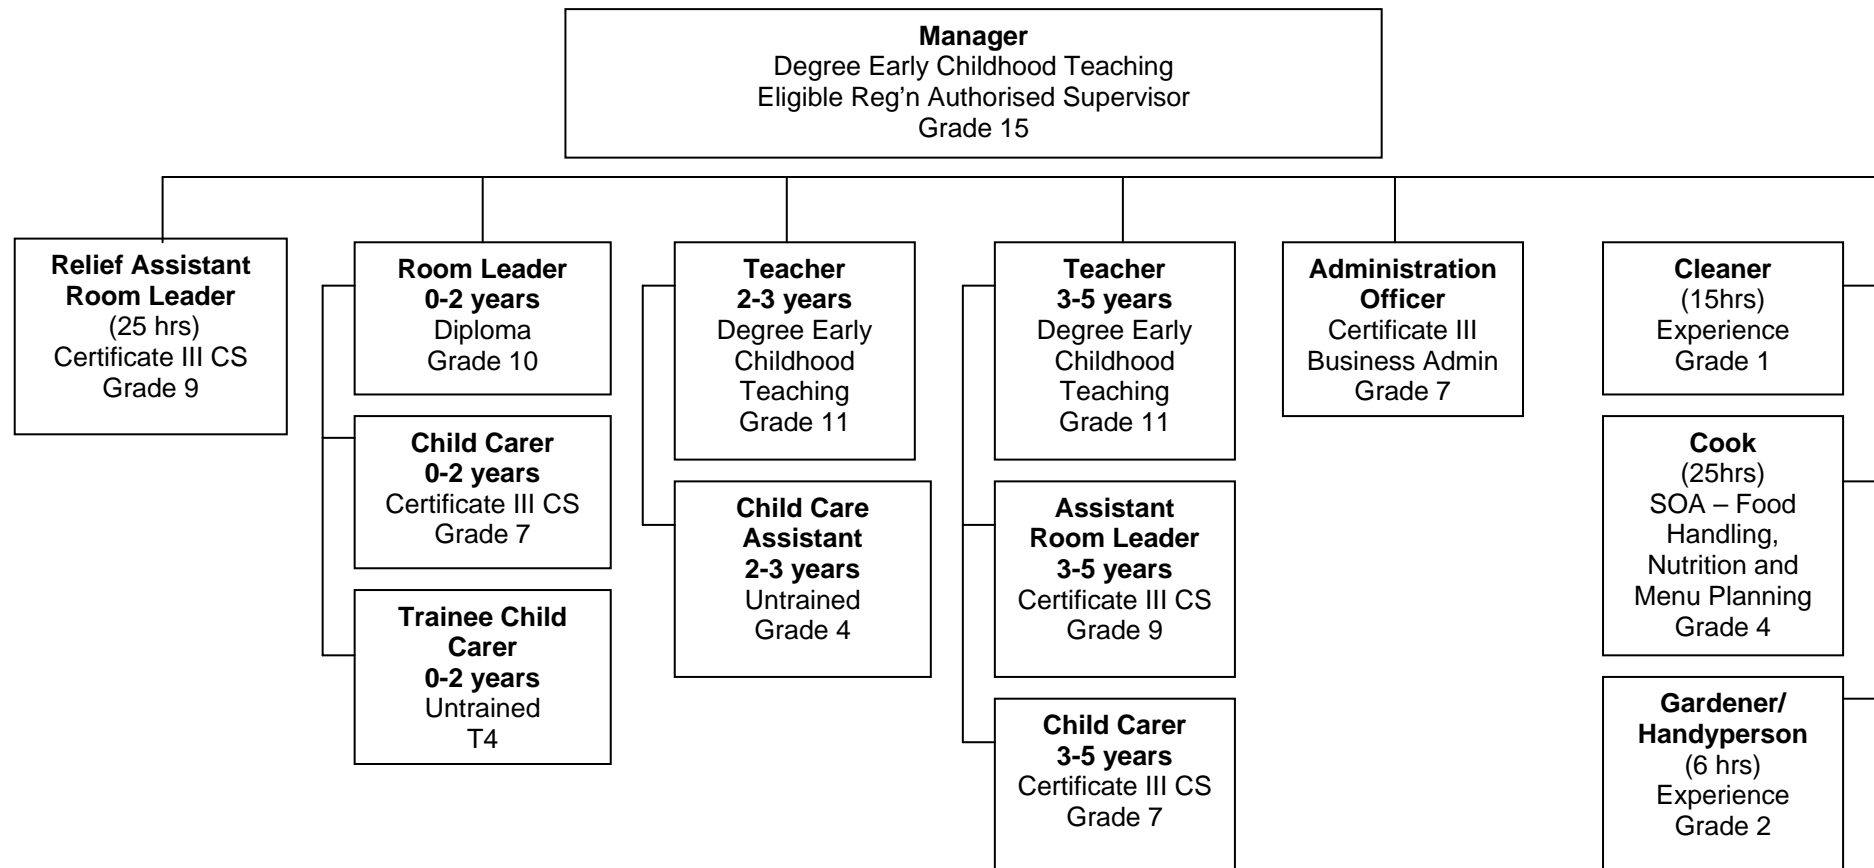 Manager
Degree Early Childhood Teaching
Eligible Reg'n Authorised Supervisor
Grade 15
Relief Assistant
Room Leader
(25 hrs)
Certificate III CS
Grade 9
Room Leader
0-2 years
Diploma
Grade 10
Child Carer
0-2 years
Certificate III CS
Grade 7
Trainee Child
Carer
0-2 years
Untrained
T4
Teacher
2-3 years
Degree Early
Childhood
Teaching
Grade 11
Child Care
Assistant
2-3 years
Untrained
Grade 4
Teacher
3-5 years
Degree Early
Childhood
Teaching
Grade 11
Assistant
Room Leader
3-5 years
Certificate III CS
Grade 9
Child Carer
3-5 years
Certificate III CS
Grade 7
Administration
Officer
Certificate III
Business Admin
Grade 7
Cleaner
(15hrs)
Experience
Grade 1
Cook
(25hrs)
SOA – Food
Handling,
Nutrition and
Menu Planning
Grade 4
Gardener/
Handyperson
(6 hrs)
Experience
Grade 2